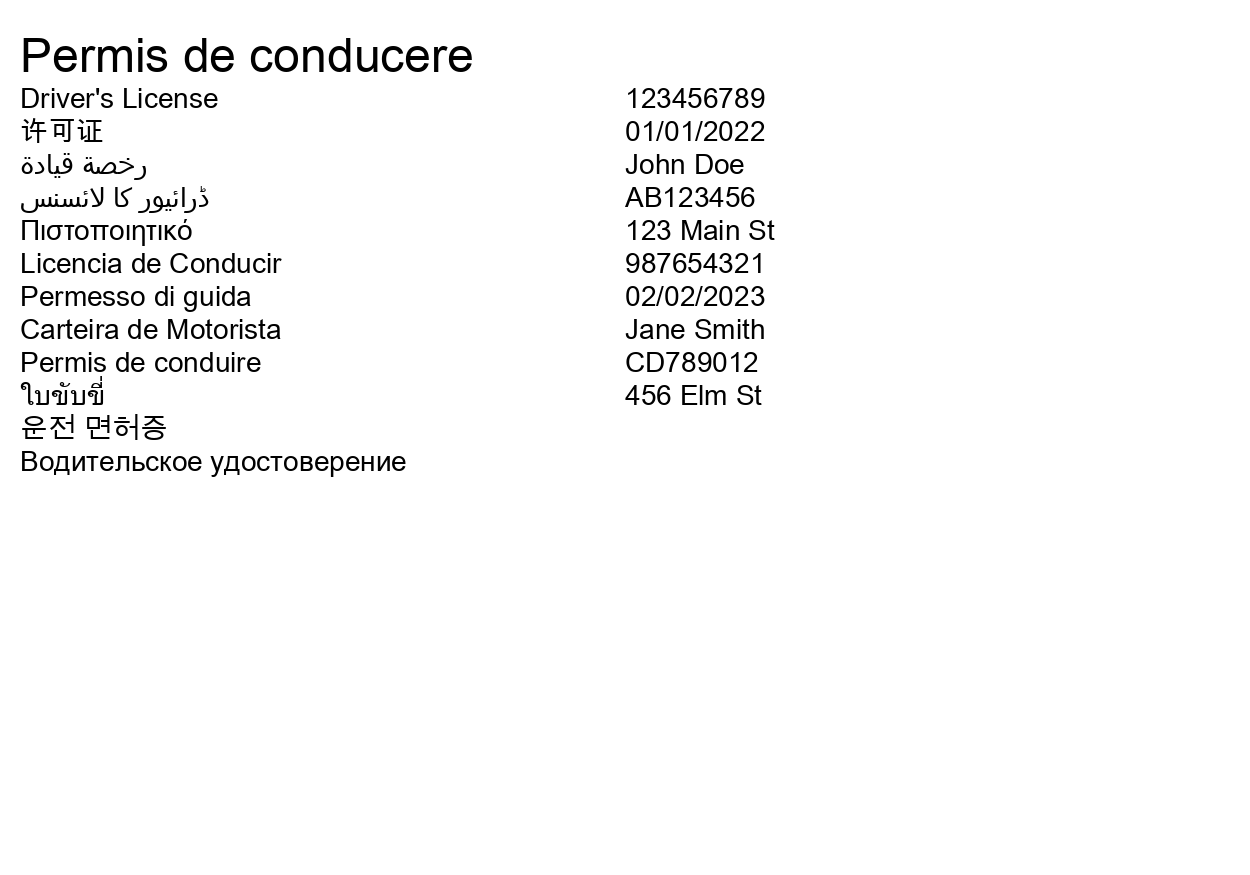 Permis de conducere
Driver's License
许可证
رخصة قيادة
ڈرائیور کا لائسنس
Πιστοποιητικό
Licencia de Conducir
Permesso di guida
Carteira de Motorista
Permis de conduire
ใบขับขี่
운전 면허증
Водительское удостоверение
123456789
01/01/2022
John Doe
AB123456
123 Main St
987654321
02/02/2023
Jane Smith
CD789012
456 Elm St